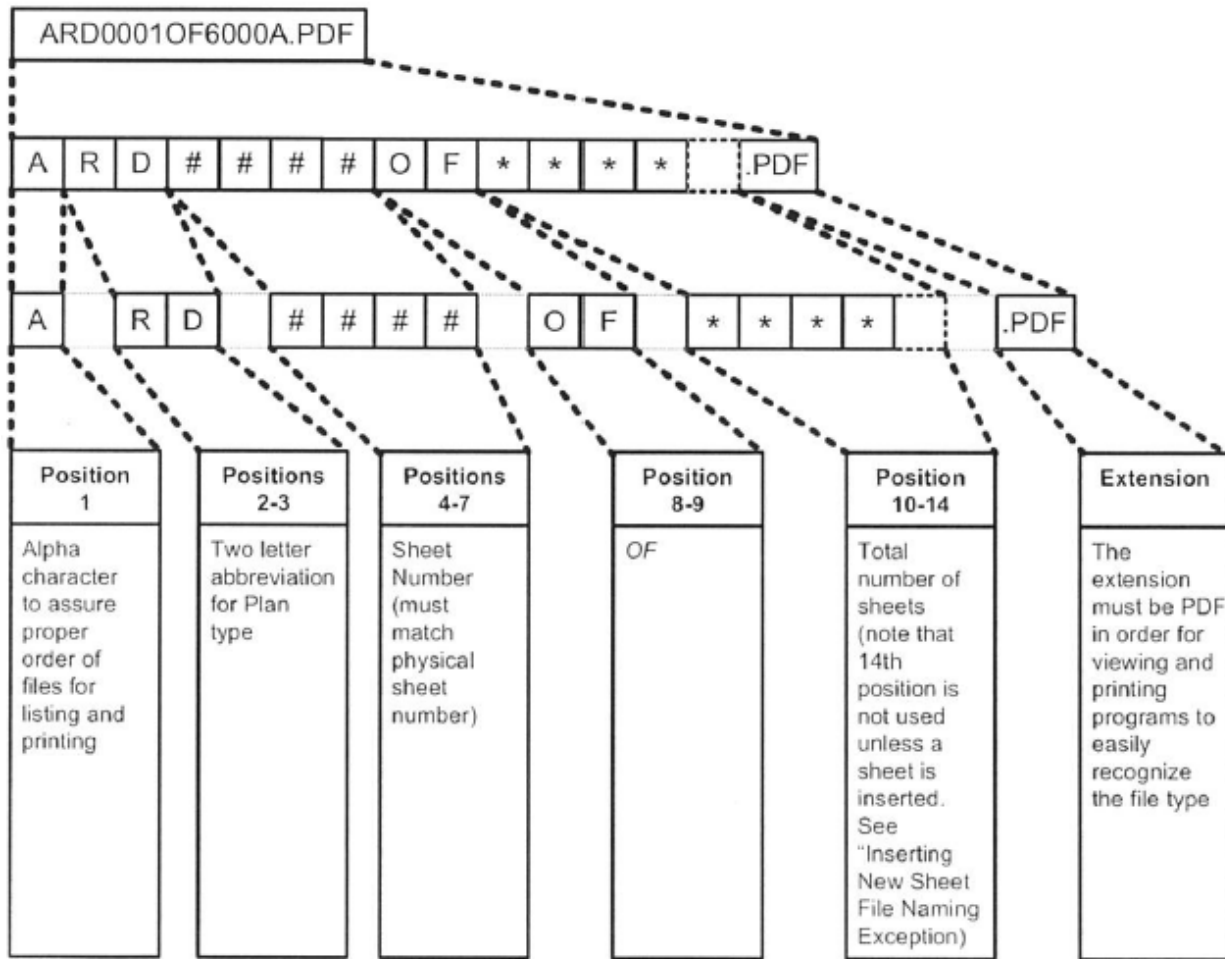 ARD0001OF6000A.PDF
A R D # # # # O F * * * * .PDF
A R D # # # # O F * * * * .PDF
Position
1
Alpha
character
to assure
proper
order of
files for
listing and
printing
Positions
2-3
Two letter
abbreviation
for Plan
type
Positions
4-7
Sheet
Number
(must
match
physical
sheet
number)
Position
8-9
OF
Position
10-14
Total
number of
sheets
(note that
14th
position is
not used
unless a
sheet is
inserted.
See
“Inserting
New Sheet
File Naming
Exception)
Extension
The
extension
must be PDF
in order for
viewing and
printing
programs to
easily
recognize
the file type